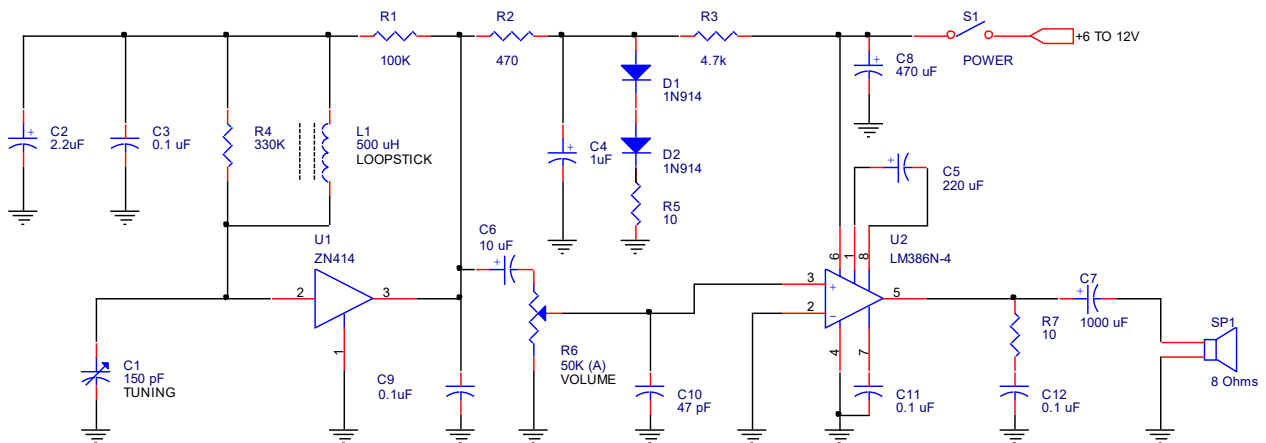 R1
100K
R2
470
R3
4.7k
S1
POWER
+6 TO 12V
C8
470 uF
D1
1N914
D2
1N914
R5
10
C2
2.2uF
+
C3
0.1 uF
R4
330K
L1
500 uH
LOOPSTICK
C4
1uF
+
+
C5
220 uF
+
C6
10 uF
+
U1
ZN414
2
3
1
U2
LM386N-4
6
1
8
3
2
+
−
5
4
7
C7
1000 uF
+
R7
10
SP1
8 Ohms
C1
150 pF
TUNING
C9
0.1uF
R6
50K (A)
VOLUME
C10
47 pF
C11
0.1 uF
C12
0.1 uF